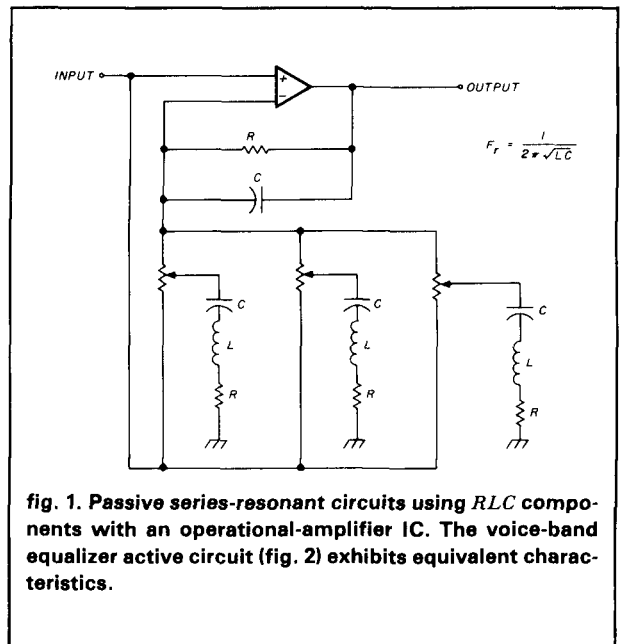 INPUT
+
−
OUTPUT
R
C
F_r = 1 / 2π√LC
C
L
R
C
L
R
C
L
R
fig. 1. Passive series-resonant circuits using RLC compo-
nents with an operational-amplifier IC. The voice-band
equalizer active circuit (fig. 2) exhibits equivalent charac-
teristics.